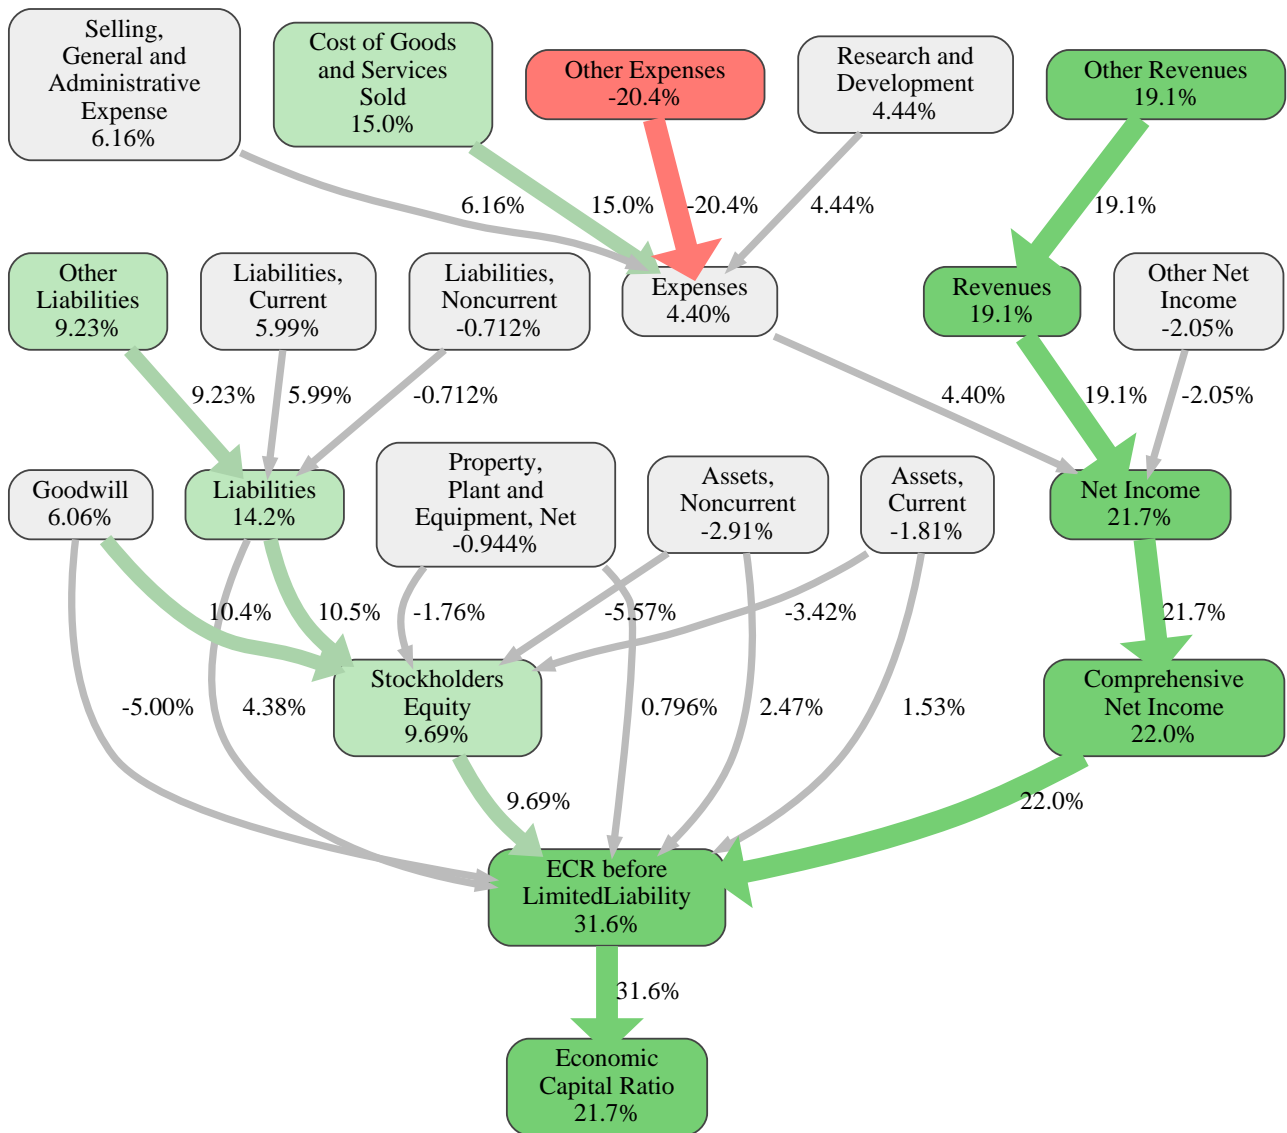 Selling,
General and
Administrative
Expense
6.16%
Cost of Goods
and Services
Sold
15.0%
Other Expenses
-20.4%
Research and
Development
4.44%
Other Revenues
19.1%
6.16%
15.0%
-20.4%
4.44%
19.1%
Other
Liabilities
9.23%
Liabilities,
Current
5.99%
Liabilities,
Noncurrent
-0.712%
Expenses
4.40%
Revenues
19.1%
Other Net
Income
-2.05%
9.23%
5.99%
-0.712%
4.40%
19.1%
-2.05%
Goodwill
6.06%
Liabilities
14.2%
Property,
Plant and
Equipment, Net
-0.944%
Assets,
Noncurrent
-2.91%
Assets,
Current
-1.81%
Net Income
21.7%
10.4%
10.5%
-1.76%
-5.57%
-3.42%
21.7%
Stockholders
Equity
9.69%
Comprehensive
Net Income
22.0%
-5.00%
4.38%
0.796%
2.47%
1.53%
9.69%
22.0%
ECR before
LimitedLiability
31.6%
31.6%
Economic
Capital Ratio
21.7%